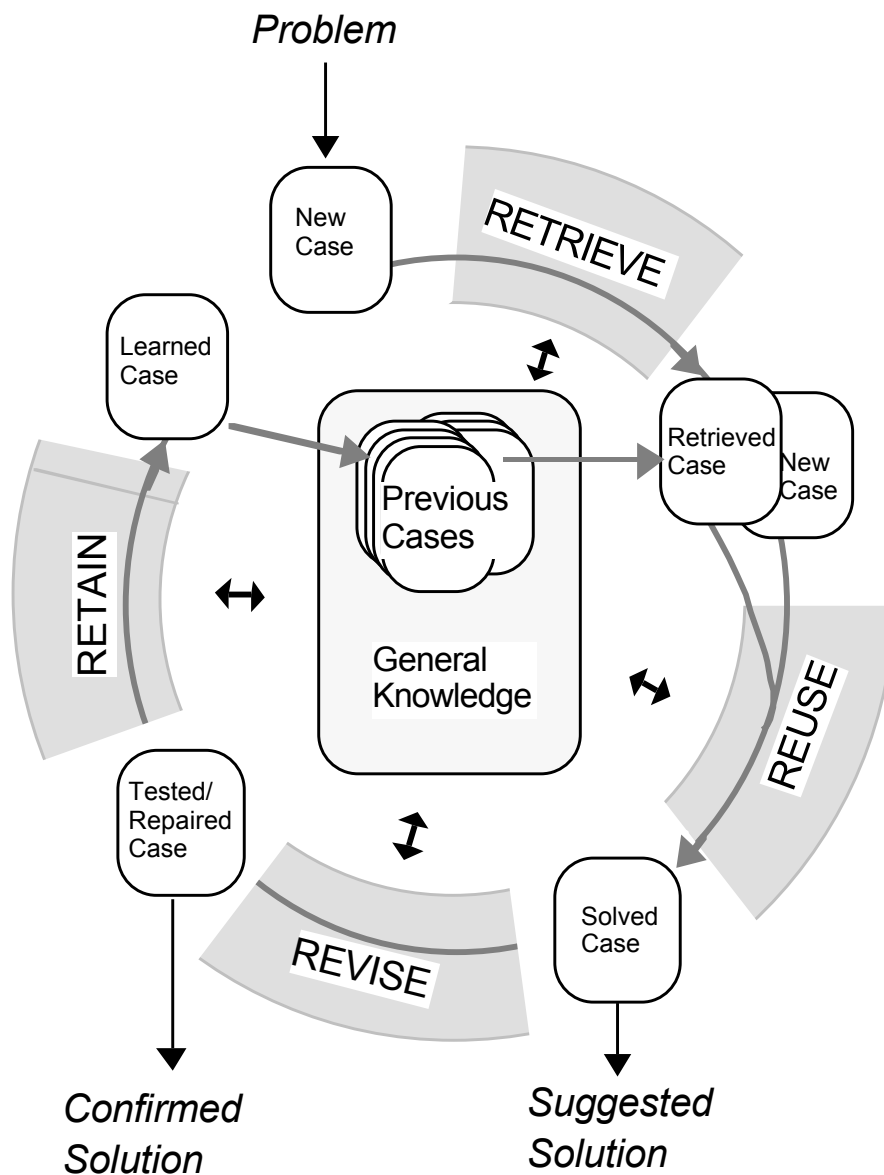 Problem
New
Case
RETRIEVE
Learned
Case
Retrieved
Case
New
Case
Previous
Cases
RETAIN
General
Knowledge
REUSE
Tested/
Repaired
Case
Solved
Case
REVISE
Confirmed
Solution
Suggested
Solution